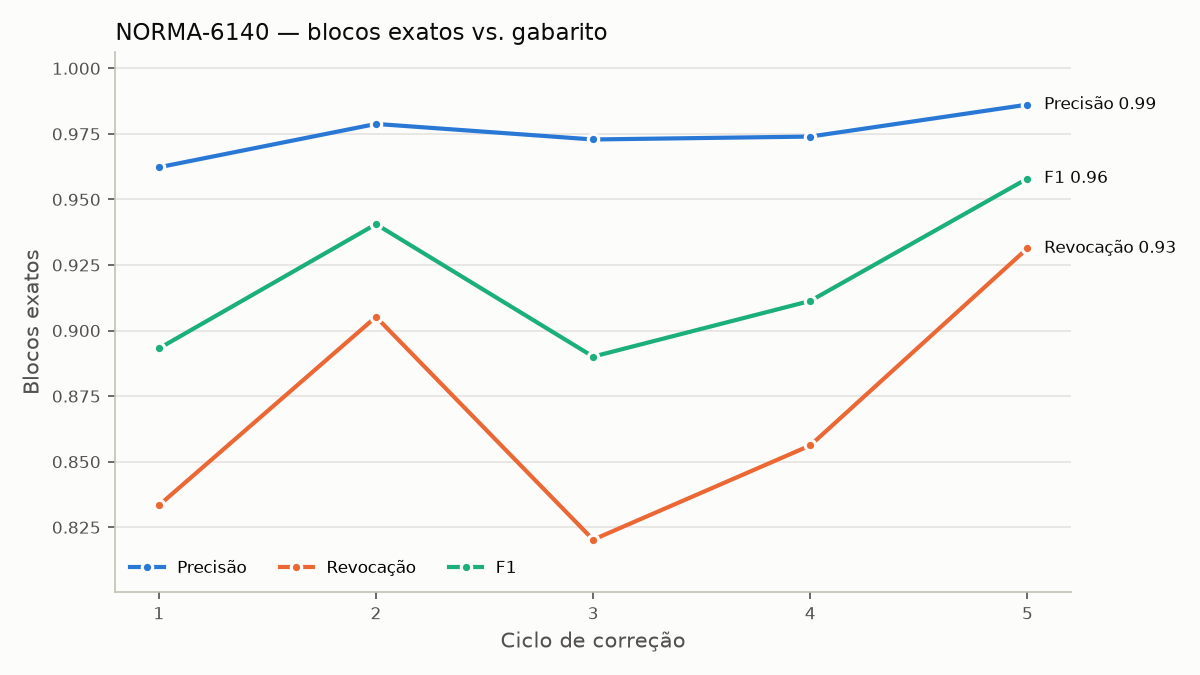 NORMA-6140 — blocos exatos vs. gabarito
Blocos exatos
1.000
0.975
0.950
0.925
0.900
0.875
0.850
0.825
Precisão 0.99
F1 0.96
Revocação 0.93
Precisão Revocação F1
1 2 3 4 5
Ciclo de correção